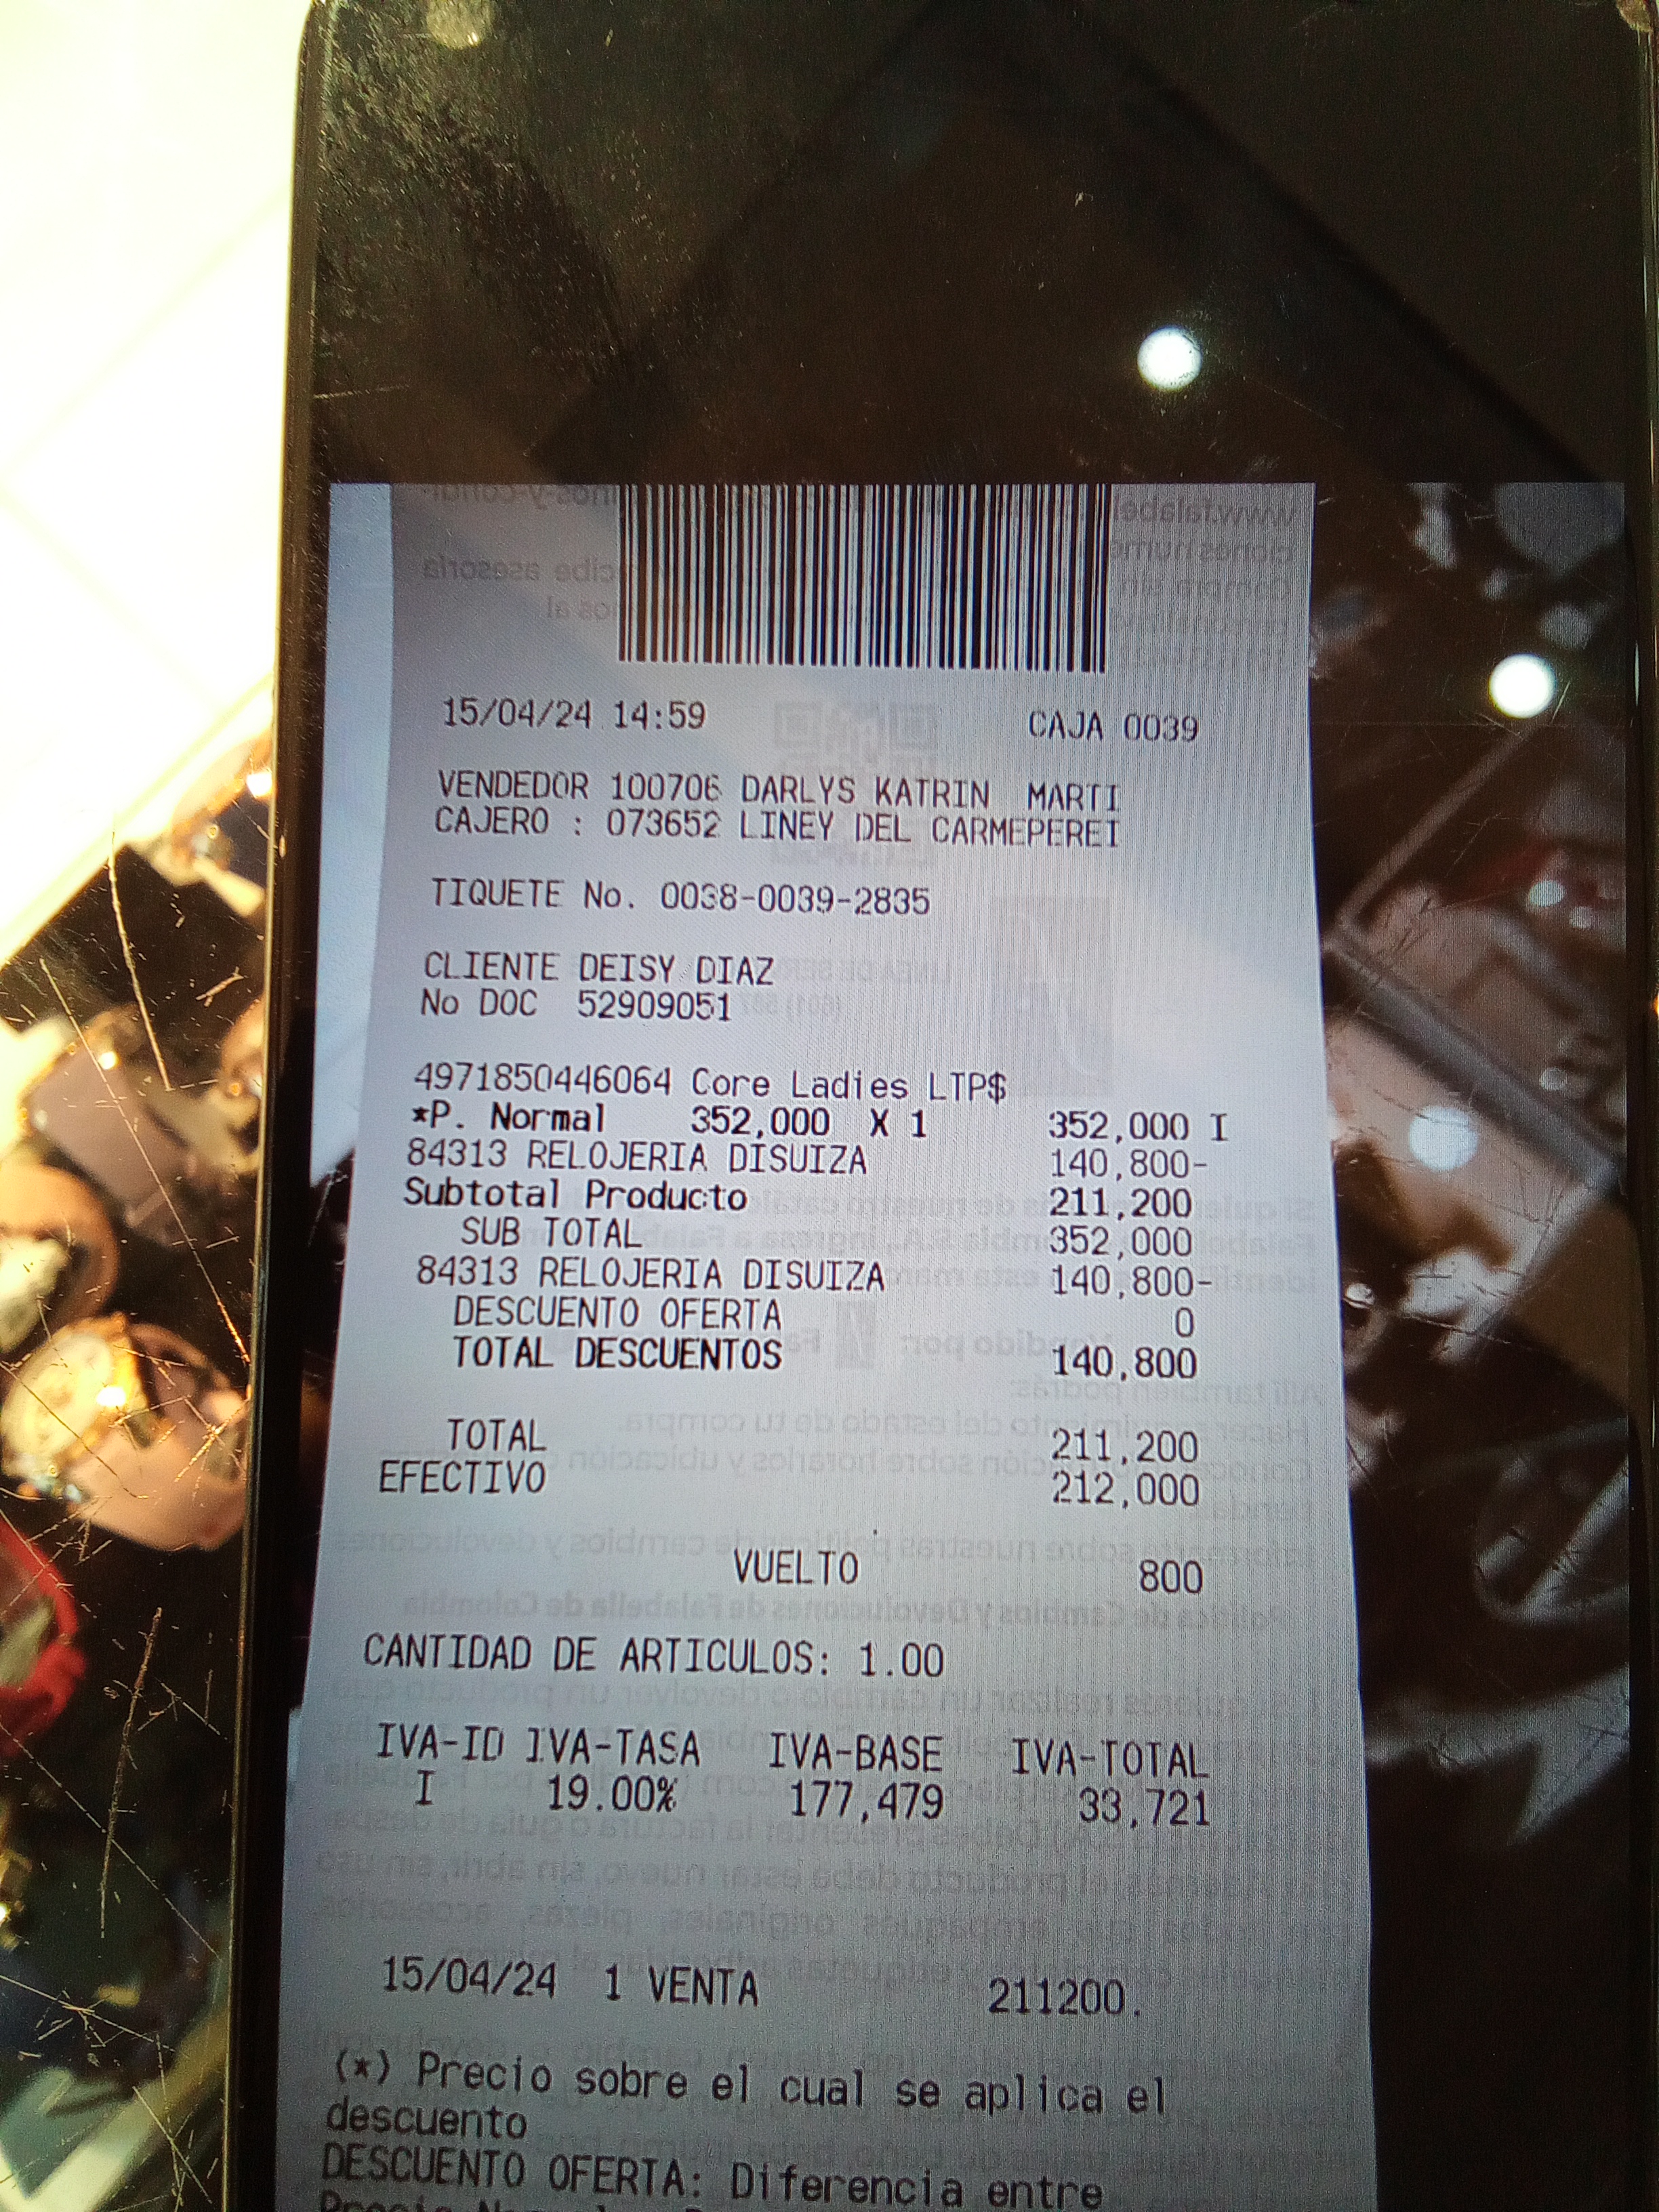 15/04/24 14:59 CAJA 0039
VENDEDOR 100706 DARLYS KATRIN MARTI
CAJERO : 073652 LINEY DEL CARMEPEREI
TIQUETE No. 0038-0039-2835
CLIENTE DEISY DIAZ
No DOC 52909051
4971850446064 Core Ladies LTP$
*P. Normal 352,000 X 1 352,000 I
84313 RELOJERIA DISUIZA 140,800-
Subtotal Producto 211,200
SUB TOTAL 352,000
84313 RELOJERIA DISUIZA 140,800-
DESCUENTO OFERTA 0
TOTAL DESCUENTOS 140,800
TOTAL 211,200
EFECTIVO 212,000
VUELTO 800
CANTIDAD DE ARTICULOS: 1.00
IVA-ID IVA-TASA IVA-BASE IVA-TOTAL
I 19.00% 177,479 33,721
15/04/24 1 VENTA 211200.
(*) Precio sobre el cual se aplica el
descuento
DESCUENTO OFERTA: Diferencia entre